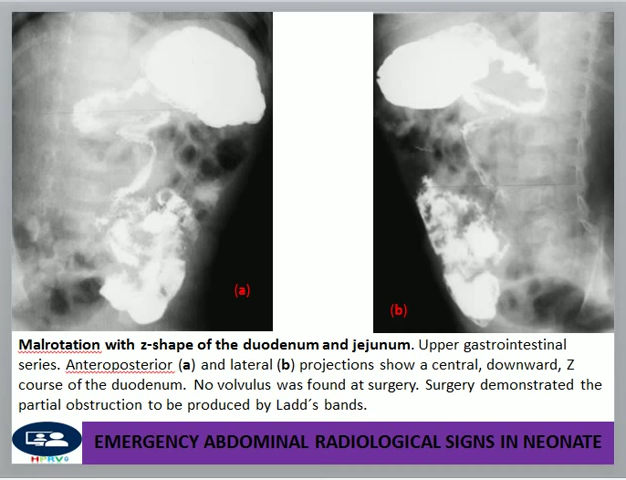 (a)
(b)
Malrotation with z-shape of the duodenum and jejunum. Upper gastrointestinal
series. Anteroposterior (a) and lateral (b) projections show a central, downward, Z
course of the duodenum. No volvulus was found at surgery. Surgery demonstrated the
partial obstruction to be produced by Ladd´s bands.
EMERGENCY ABDOMINAL RADIOLOGICAL SIGNS IN NEONATE